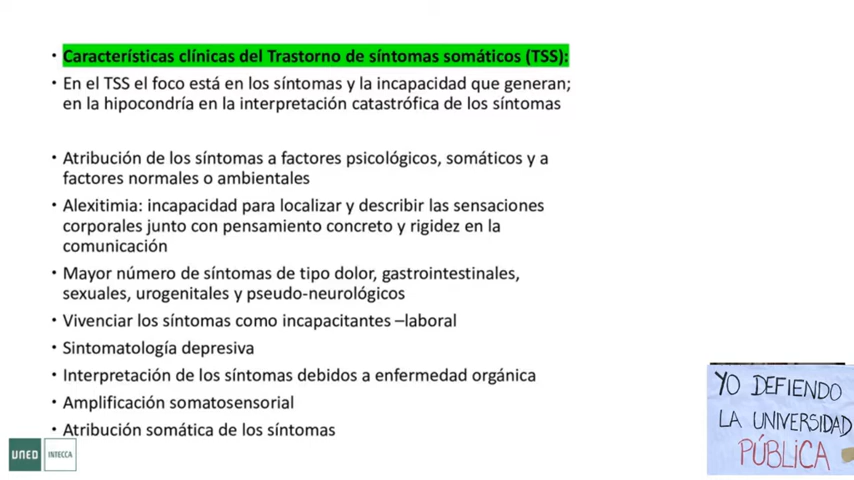 • Características clínicas del Trastorno de síntomas somáticos (TSS):
• En el TSS el foco está en los síntomas y la incapacidad que generan;
en la hipocondría en la interpretación catastrófica de los síntomas
• Atribución de los síntomas a factores psicológicos, somáticos y a
factores normales o ambientales
• Alexitimia: incapacidad para localizar y describir las sensaciones
corporales junto con pensamiento concreto y rigidez en la
comunicación
• Mayor número de síntomas de tipo dolor, gastrointestinales,
sexuales, urogenitales y pseudo-neurológicos
• Vivenciar los síntomas como incapacitantes –laboral
• Sintomatología depresiva
• Interpretación de los síntomas debidos a enfermedad orgánica
• Amplificación somatosensorial
• Atribución somática de los síntomas
UNED INTECCA
YO DEFIENDO
LA UNIVERSIDAD
PÚBLICA